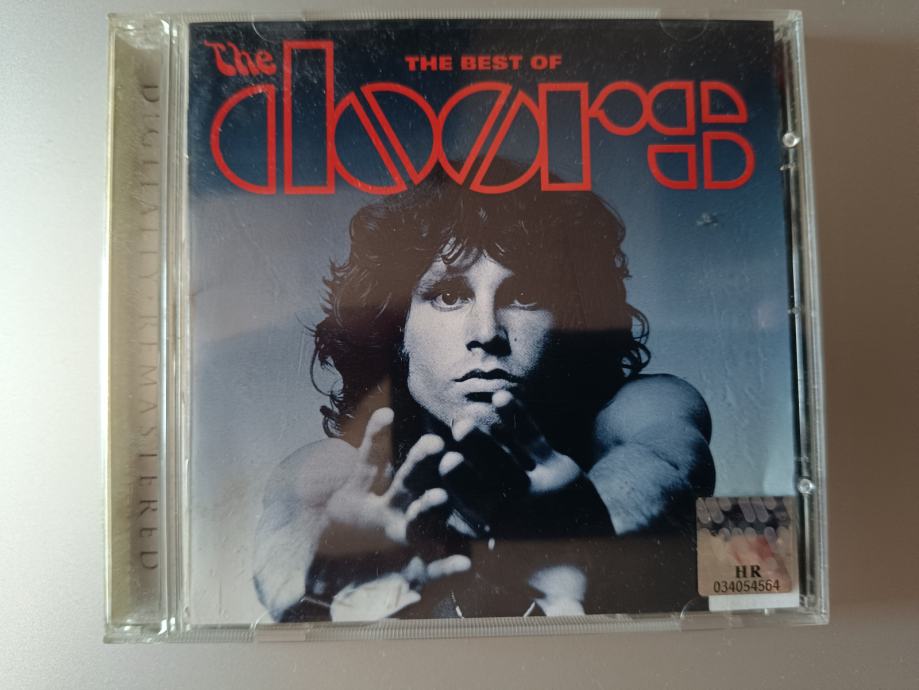 The
THE BEST OF
doors
DIGITALLY REMASTERED
HR
034054564